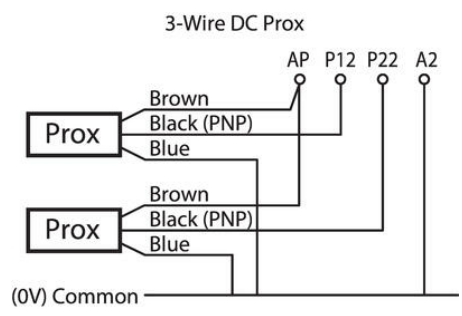 3-Wire DC Prox
AP P12 P22 A2
Brown
Black (PNP)
Prox
Blue
Brown
Black (PNP)
Prox
Blue
(0V) Common